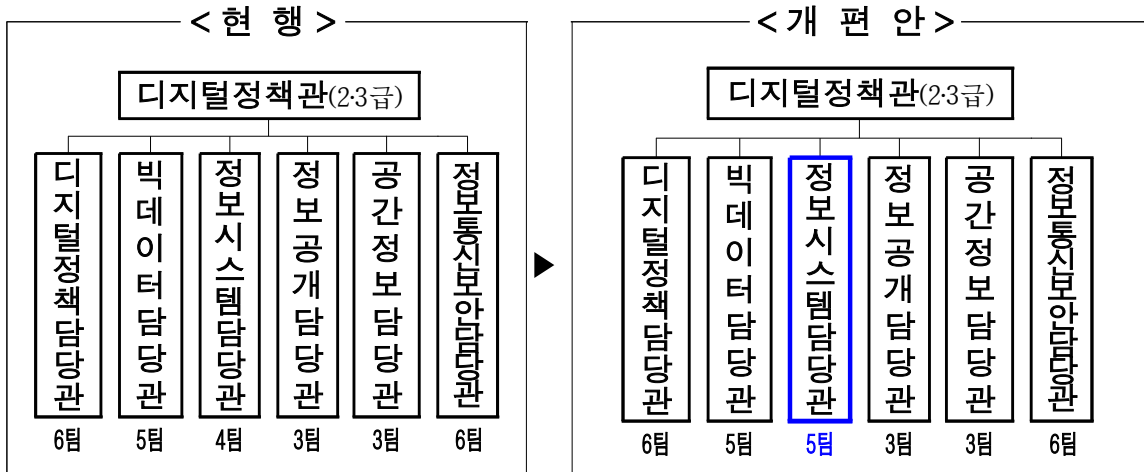 <현 행>
디지털정책관(2·3급)
디지털정책담당관
빅데이터담당관
정보시스템담당관
정보공개담당관
공간정보담당관
정보통신보안담당관
6팀 5팀 4팀 3팀 3팀 6팀
▶
<개 편 안>
디지털정책관(2·3급)
디지털정책담당관
빅데이터담당관
정보시스템담당관
정보공개담당관
공간정보담당관
정보통신보안담당관
6팀 5팀 5팀 3팀 3팀 6팀